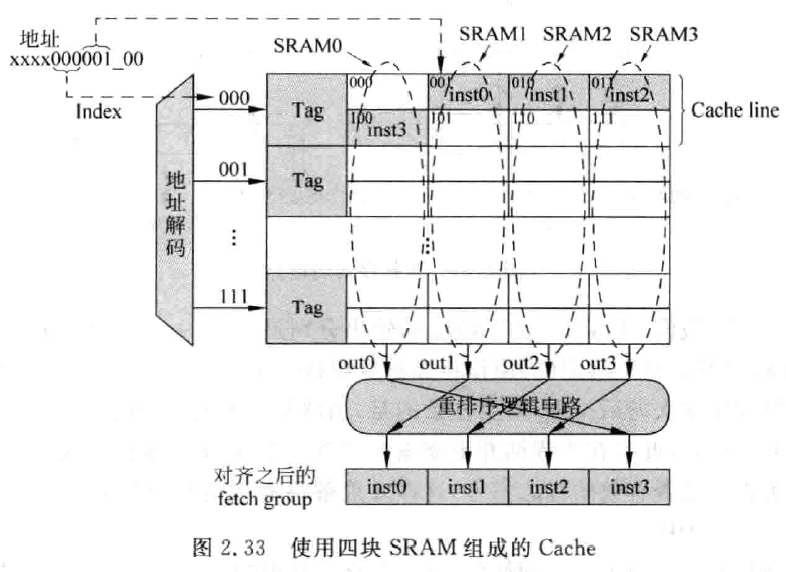 地址
xxxx000001_00
SRAM0
SRAM1
SRAM2
SRAM3
Index
000
Tag
000
001
inst0
010
inst1
011
inst2
Cache line
100
inst3
101
110
111
地址解码
001
Tag
...
...
111
Tag
out0
out1
out2
out3
重排序逻辑电路
对齐之后的
fetch group
inst0
inst1
inst2
inst3
图 2.33 使用四块 SRAM 组成的 Cache